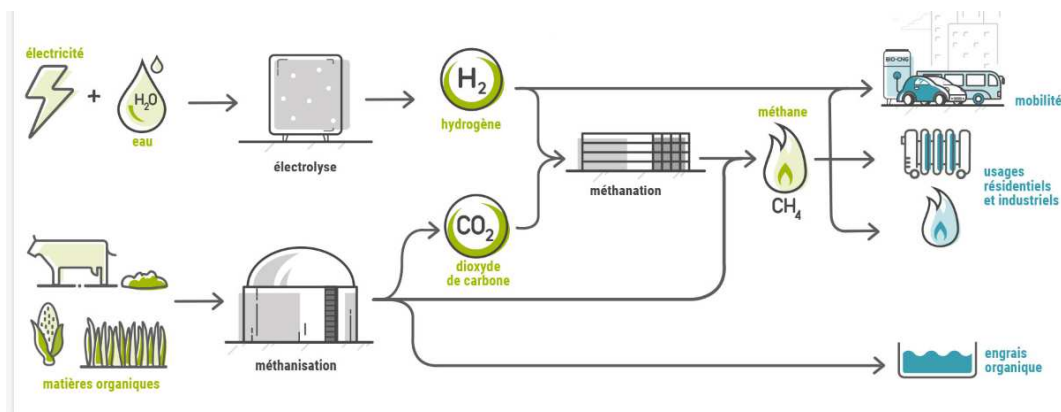 électricité
+
H₂O
eau
électrolyse
H₂
hydrogène
CO₂
dioxyde
de carbone
méthanation
méthane
CH₄
BIO-CNG
mobilité
usages
résidentiels
et industriels
matières organiques
méthanisation
engrais
organique